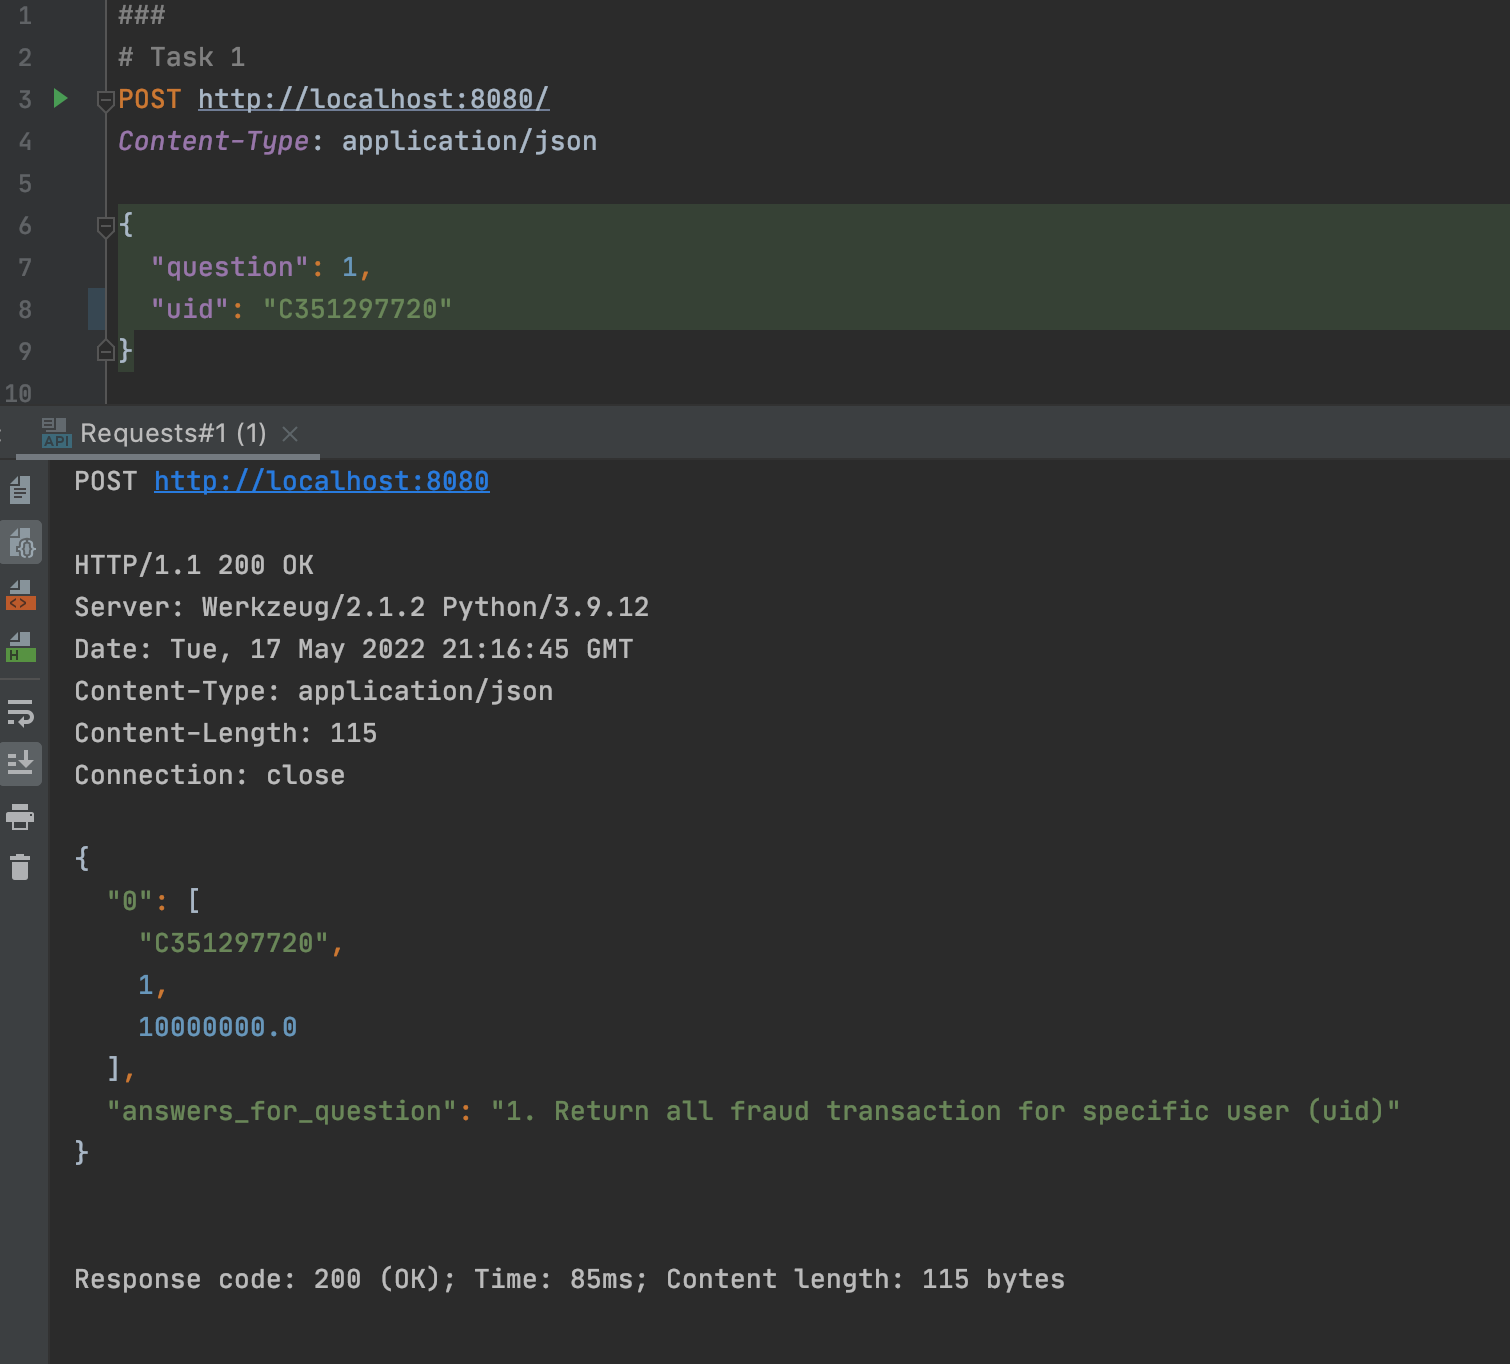 1 ###
2 # Task 1
3 POST http://localhost:8080/
4 Content-Type: application/json
5
6 {
7 "question": 1,
8 "uid": "C351297720"
9 }
10
: API Requests#1 (1)
POST http://localhost:8080
HTTP/1.1 200 OK
Server: Werkzeug/2.1.2 Python/3.9.12
Date: Tue, 17 May 2022 21:16:45 GMT
Content-Type: application/json
Content-Length: 115
Connection: close
{
"0": [
"C351297720",
1,
10000000.0
],
"answers_for_question": "1. Return all fraud transaction for specific user (uid)"
}
Response code: 200 (OK); Time: 85ms; Content length: 115 bytes